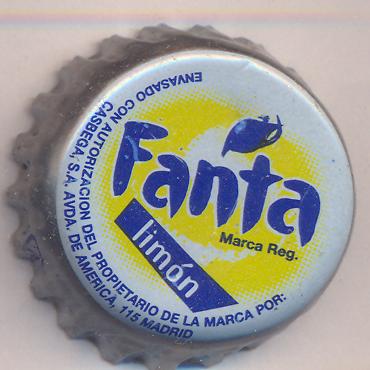 Fanta
Marca Reg.
limón
ENVASADO CON AUTORIZACION DEL PROPIETARIO DE LA MARCA POR:
CASBEGA, S.A. AVDA. DE AMERICA, 115 MADRID